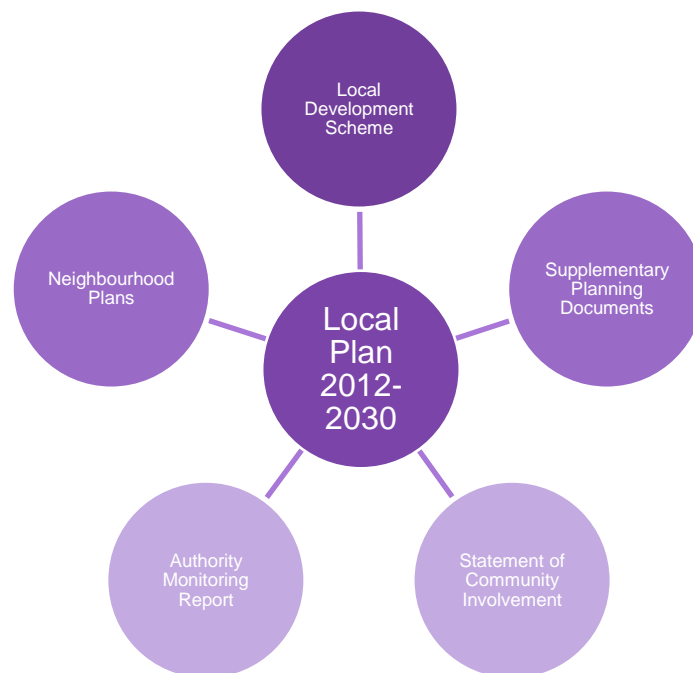 Local
Development
Scheme
Neighbourhood
Plans
Supplementary
Planning
Documents
Local
Plan
2012-
2030
Authority
Monitoring
Report
Statement of
Community
Involvement